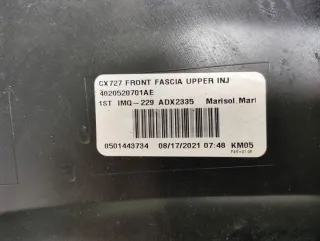 CX727 FRONT FASCIA UPPER INJ
4020520701AE
1ST IMQ-229 ADX2335 Marisol.Mari
0501443734 08/17/2021 07:48 KM05